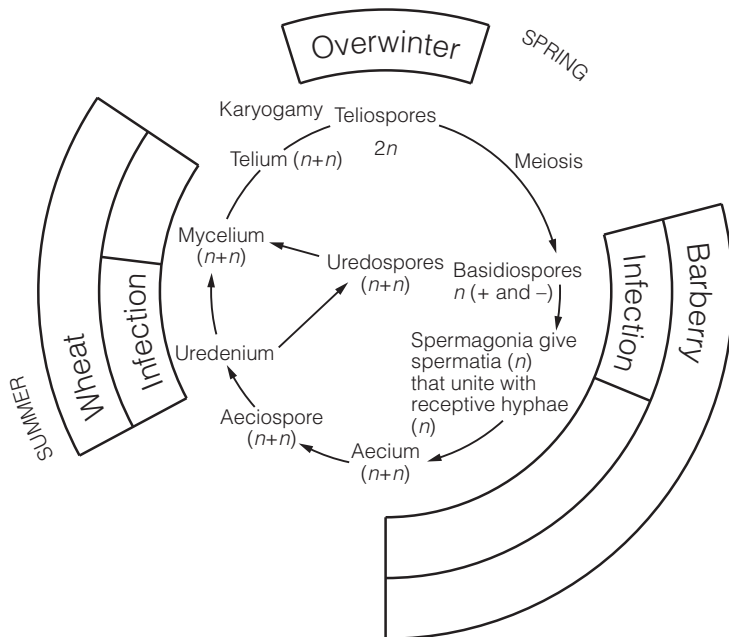 Overwinter
SPRING
Karyogamy
Teliospores
2n
Telium (n+n)
Meiosis
Mycelium
(n+n)
Uredospores
(n+n)
Basidiospores
n (+ and –)
Infection
Barberry
Wheat
Infection
SUMMER
Uredenium
Spermagonia give
spermatia (n)
that unite with
receptive hyphae
(n)
Aeciospore
(n+n)
Aecium
(n+n)